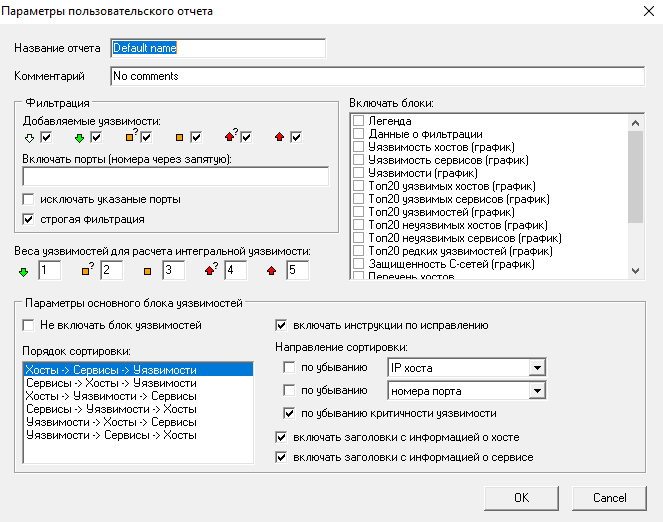 Параметры пользовательского отчета
Название отчета
Default name
Комментарий
No comments
Фильтрация
Добавляемые уязвимости:
? ?
Включать порты (номера через запятую):
исключать указаные порты
строгая фильтрация
Веса уязвимостей для расчета интегральной уязвимости:
1 ? 2 3 ? 4 5
Включать блоки:
Легенда
Данные о Фильтрации
Уязвимость хостов (график)
Уязвимость сервисов (график)
Уязвимости (график)
Топ20 уязвимых хостов (график)
Топ20 уязвимых сервисов (график)
Топ20 уязвимостей (график)
Топ20 неуязвимых хостов (график)
Топ20 неуязвимых сервисов (график)
Топ20 редких уязвимостей (график)
Защищенность C-сетей (график)
Перечень хостов
Параметры основного блока уязвимостей
Не включать блок уязвимостей
Порядок сортировки:
Хосты -> Сервисы -> Уязвимости
Сервисы -> Хосты -> Уязвимости
Хосты -> Уязвимости -> Сервисы
Сервисы -> Уязвимости -> Хосты
Уязвимости -> Хосты -> Сервисы
Уязвимости -> Сервисы -> Хосты
включать инструкции по исправлению
Направление сортировки:
по убыванию IP хоста
по убыванию номера порта
по убыванию критичности уязвимости
включать заголовки с информацией о хосте
включать заголовки с информацией о сервисе
OK Cancel